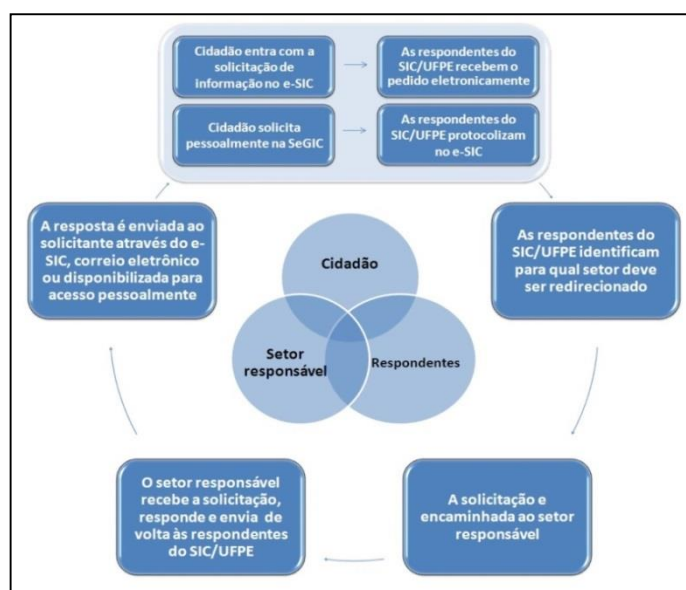 Cidadão entra com a
solicitação de
informação no e-SIC
As respondentes do
SIC/UFPE recebem o
pedido eletronicamente
Cidadão solicita
pessoalmente na SeGIC
As respondentes do
SIC/UFPE protocolizam
no e-SIC
As respondentes do
SIC/UFPE identificam
para qual setor deve
ser redirecionado
A solicitação e
encaminhada ao setor
responsável
O setor responsável
recebe a solicitação,
responde e envia de
volta às respondentes
do SIC/UFPE
A resposta é enviada ao
solicitante através do e-
SIC, correio eletrônico
ou disponibilizada para
acesso pessoalmente
Cidadão
Setor
responsável
Respondentes